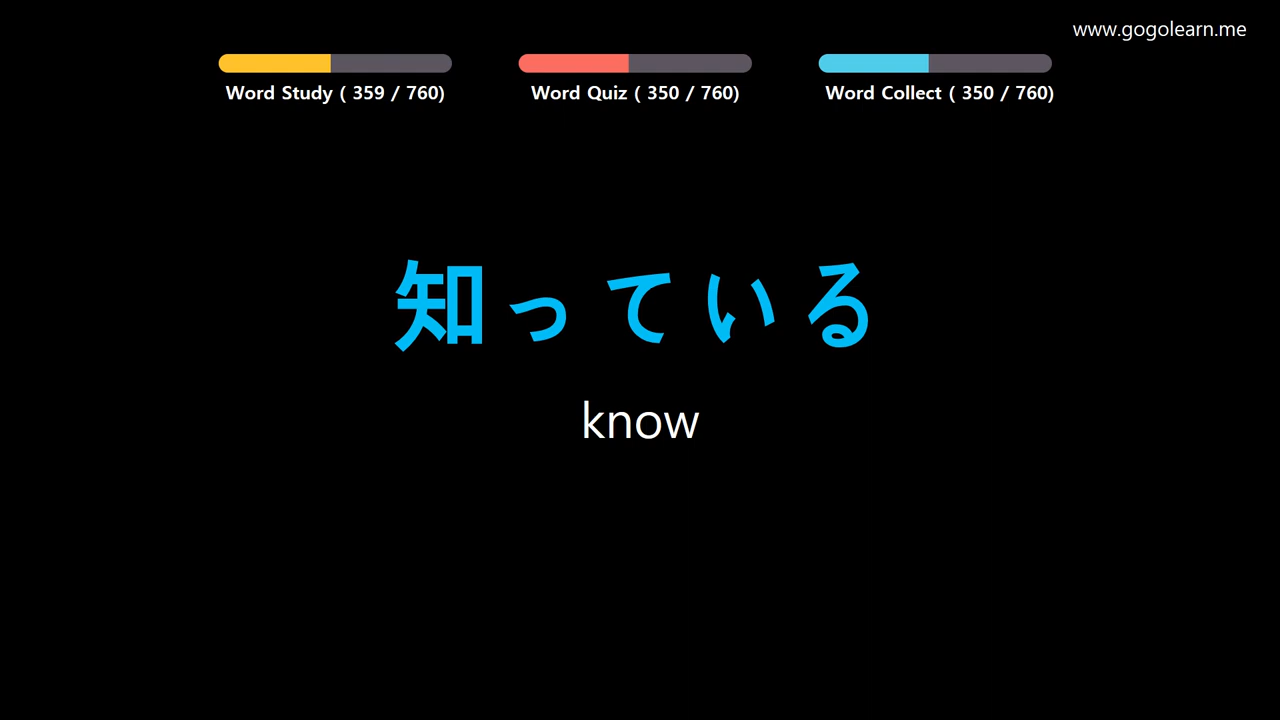 www.gogolearn.me
Word Study ( 359 / 760)
Word Quiz ( 350 / 760)
Word Collect ( 350 / 760)
知っている
know